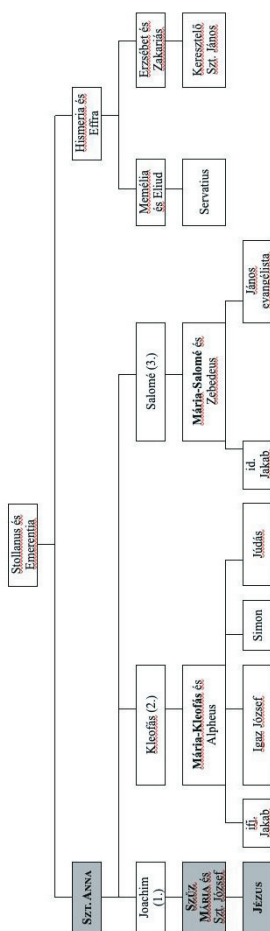 Stollanus és
Emerentia
SZT. ANNA
Hisméria és
Effra
Joachim
(1.)
Kleofás (2.)
Salomé (3.)
Memélia
és Eliud
Erzsébet és
Zakariás
SZŰZ
MÁRIA és
Szt. József
Mária-Kleofás és
Alpheus
Mária-Salomé és
Zebedeus
Servatius
Keresztelő
Szt. János
JÉZUS
ifj.
Jakab
Igaz József
Simon
Júdás
id.
Jakab
János
evangélista